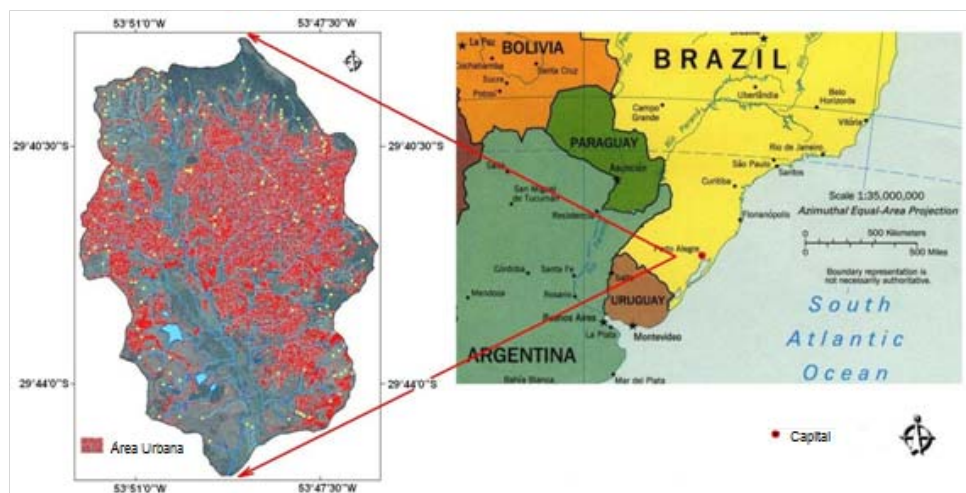 53°51'0"W
53°47'30"W
29°40'30"S
29°40'30"S
29°44'0"S
29°44'0"S
Área Urbana
53°51'0"W
53°47'30"W
La Paz
BOLIVIA
Cochabamba
Santa Cruz
Sucre
Potosí
BRAZIL
Uberlândia
Belo
Horizonte
Campo
Grande
Vitória
PARAGUAY
Rio de Janeiro
São Paulo
Santos
Asunción
Curitiba
San Miguel
de Tucumán
Resistencia
Florianópolis
Scale 1:35,000,000
Azimuthal Equal-Area Projection
0 500 Kilometers
0 500 Miles
Boundary representation is
not necessarily authoritative.
Porto Alegre
Córdoba
Santa Fe
Mendoza
Rosario
URUGUAY
Buenos Aires
La Plata
Montevideo
ARGENTINA
Bahía Blanca
Mar del Plata
South
Atlantic
Ocean
Capital